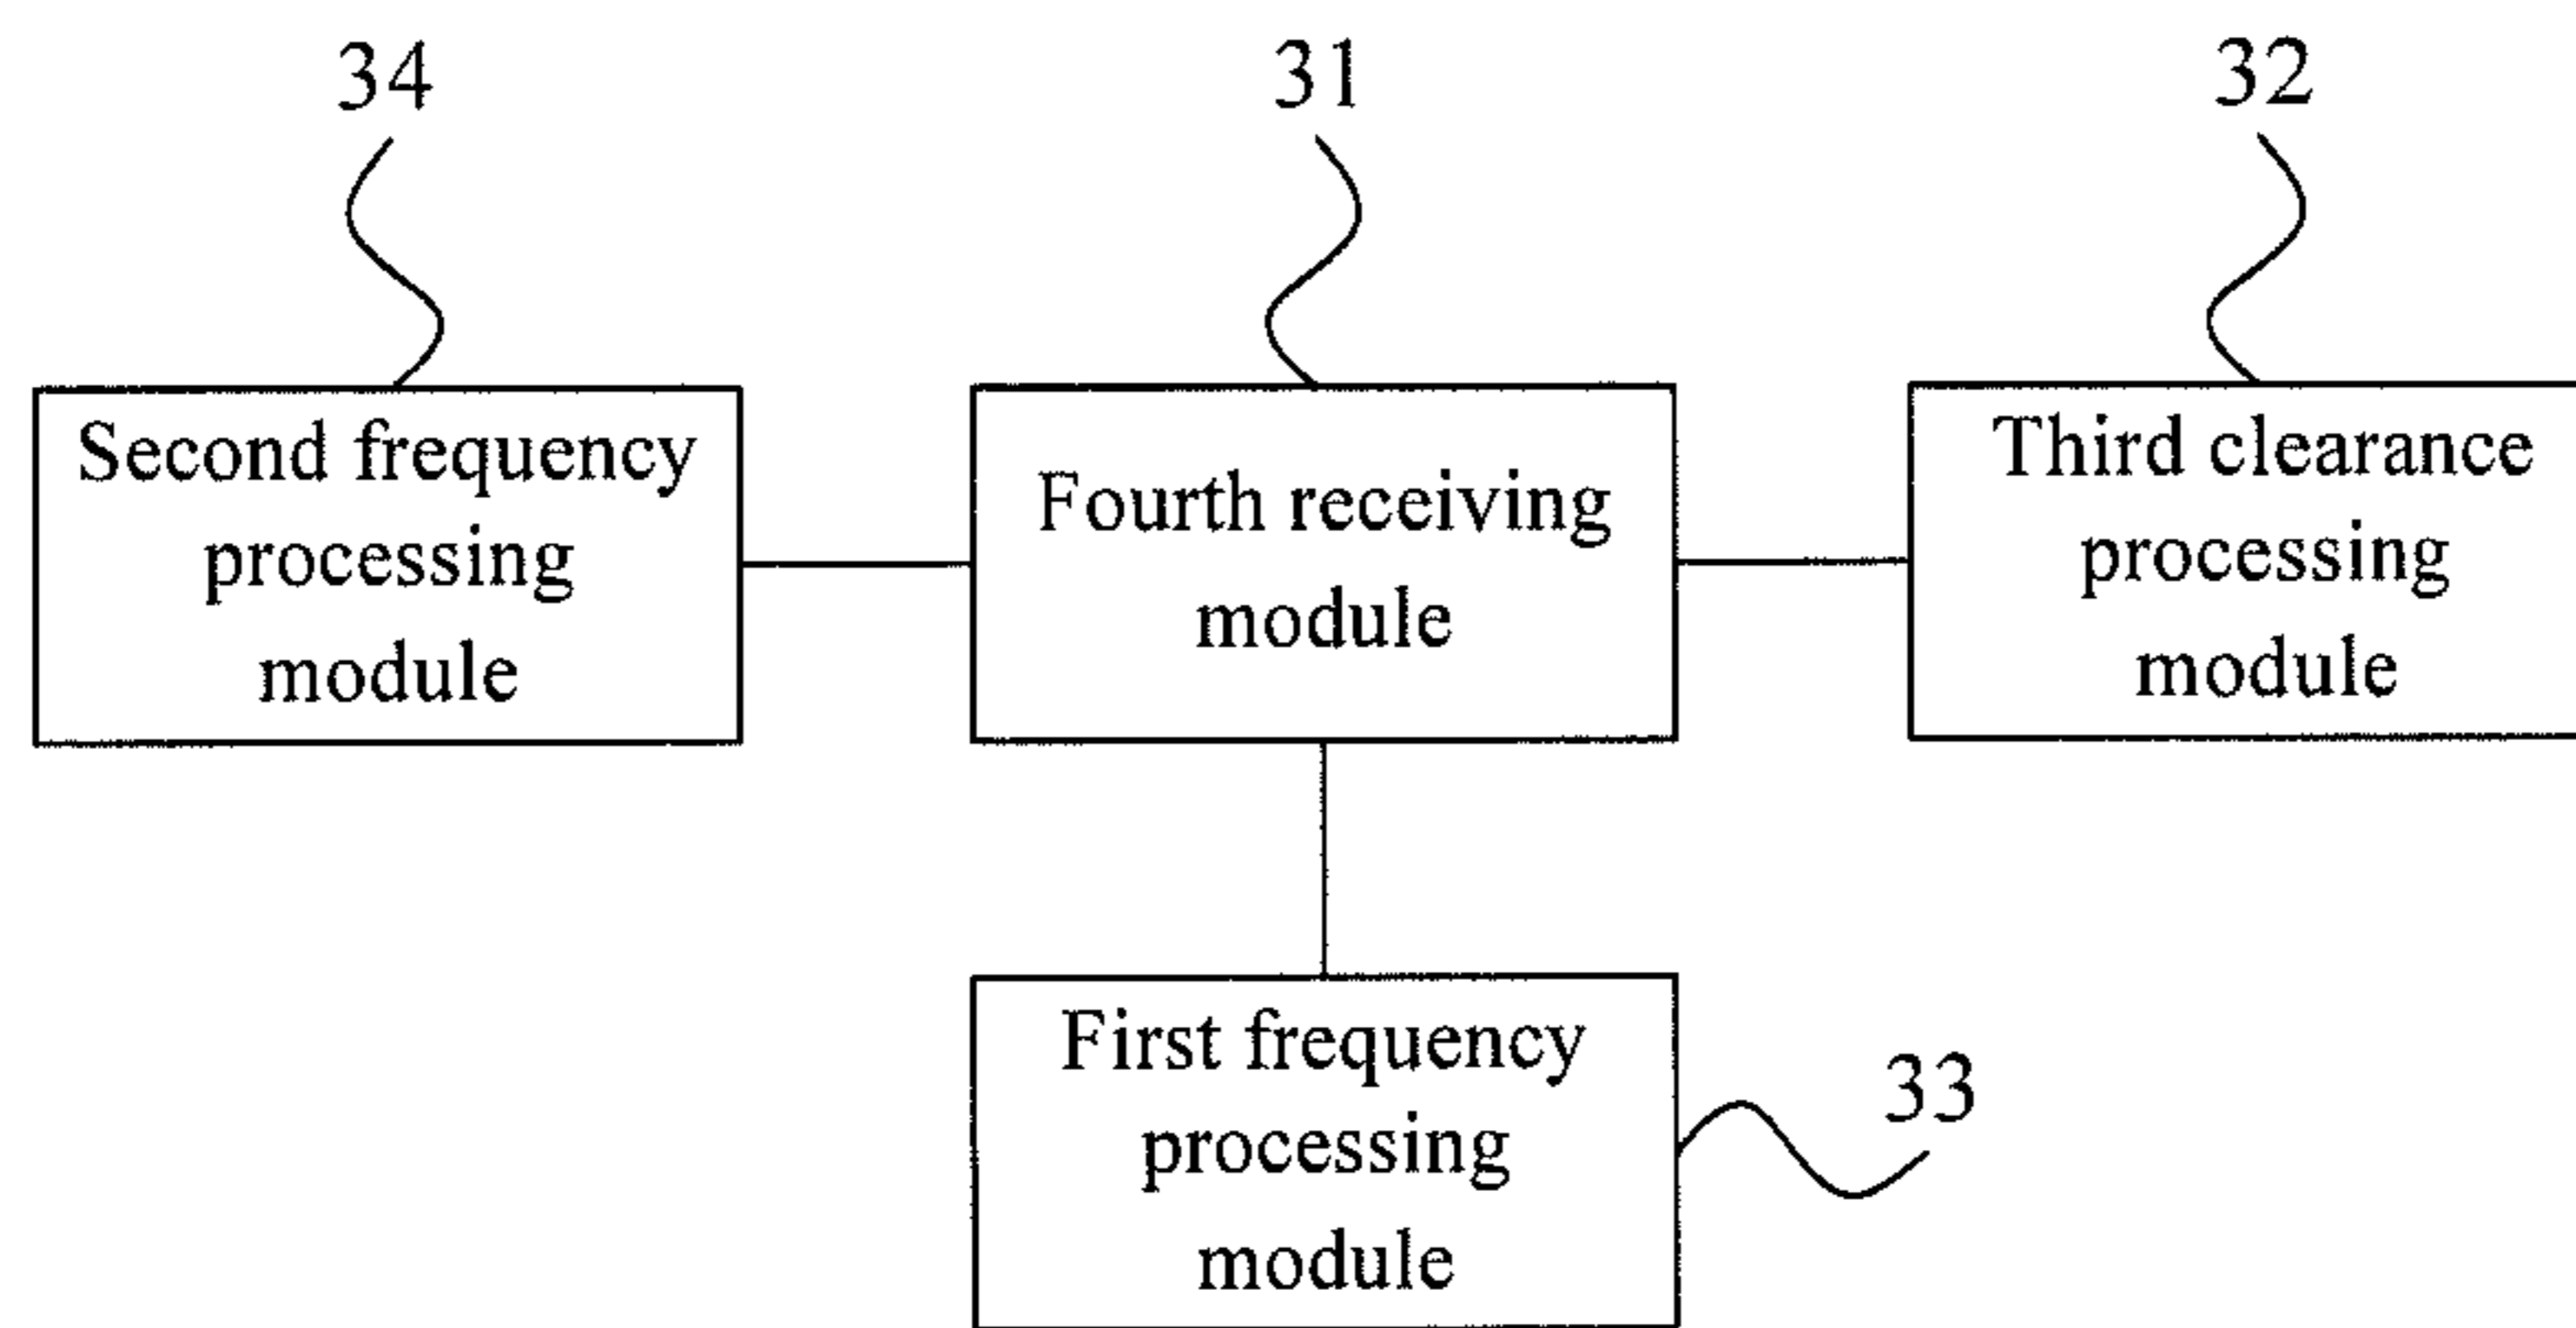 34
31
32
Second frequency
processing
module
Fourth receiving
module
Third clearance
processing
module
First frequency
processing
module
33